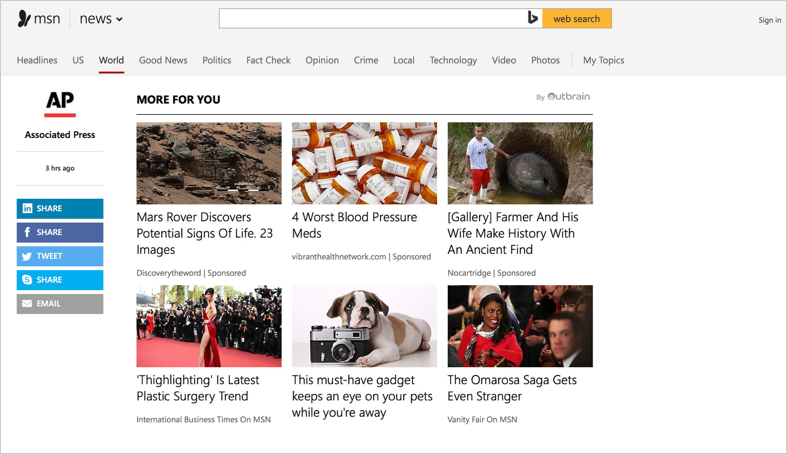 msn news
web search
Sign in
Headlines US World Good News Politics Fact Check Opinion Crime Local Technology Video Photos My Topics
AP
Associated Press
3 hrs ago
SHARE
SHARE
TWEET
SHARE
EMAIL
MORE FOR YOU
By Outbrain
Mars Rover Discovers
Potential Signs Of Life. 23
Images
Discoverytheword | Sponsored
4 Worst Blood Pressure
Meds
vibranthealthnetwork.com | Sponsored
[Gallery] Farmer And His
Wife Make History With
An Ancient Find
Nocartridge | Sponsored
'Thighlighting' Is Latest
Plastic Surgery Trend
International Business Times On MSN
This must-have gadget
keeps an eye on your pets
while you're away
The Omarosa Saga Gets
Even Stranger
Vanity Fair On MSN